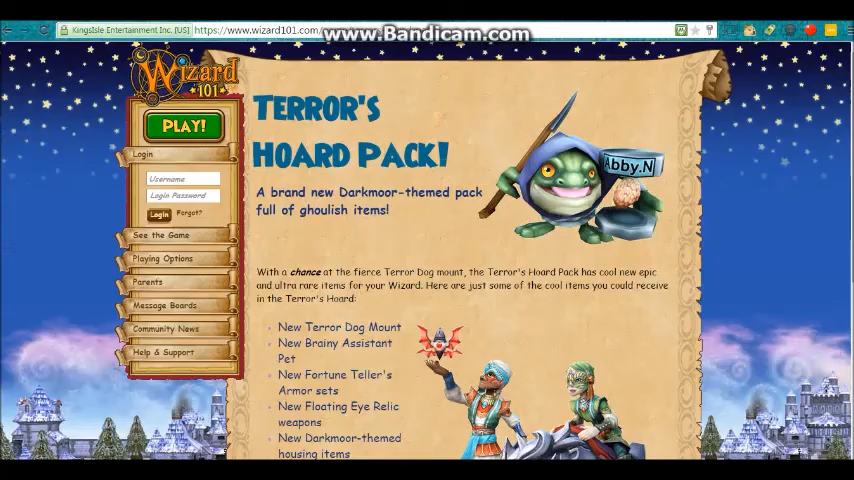 KingsIsle Entertainment Inc. [US]
https://www.wizard101.com/
www.Bandicam.com
Wizard
101
PLAY!
Login
Username
Login Password
Login
Forgot?
See the Game
Playing Options
Parents
Message Boards
Community News
Help & Support
TERROR'S
HOARD PACK!
A brand new Darkmoor-themed pack
full of ghoulish items!
Abby.N
With a chance at the fierce Terror Dog mount, the Terror's Hoard Pack has cool new epic
and ultra rare items for your Wizard. Here are just some of the cool items you could receive
in the Terror's Hoard:
New Terror Dog Mount
New Brainy Assistant
Pet
New Fortune Teller's
Armor sets
New Floating Eye Relic
weapons
New Darkmoor-themed
housing items